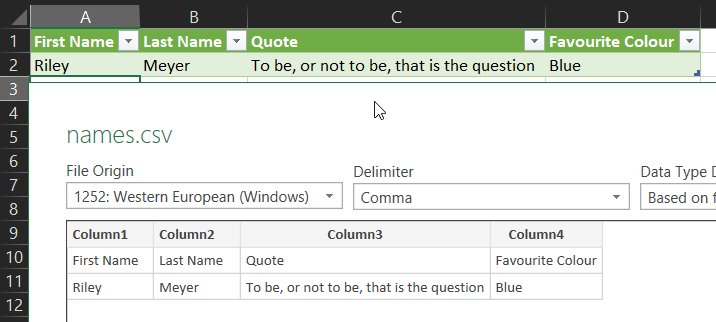 A B C D
1 First Name Last Name Quote Favourite Colour
2 Riley Meyer To be, or not to be, that is the question Blue
3
4
5 names.csv
6 File Origin Delimiter Data Type D
7 1252: Western European (Windows) Comma Based on f
8
9 Column1 Column2 Column3 Column4
10 First Name Last Name Quote Favourite Colour
11 Riley Meyer To be, or not to be, that is the question Blue
12